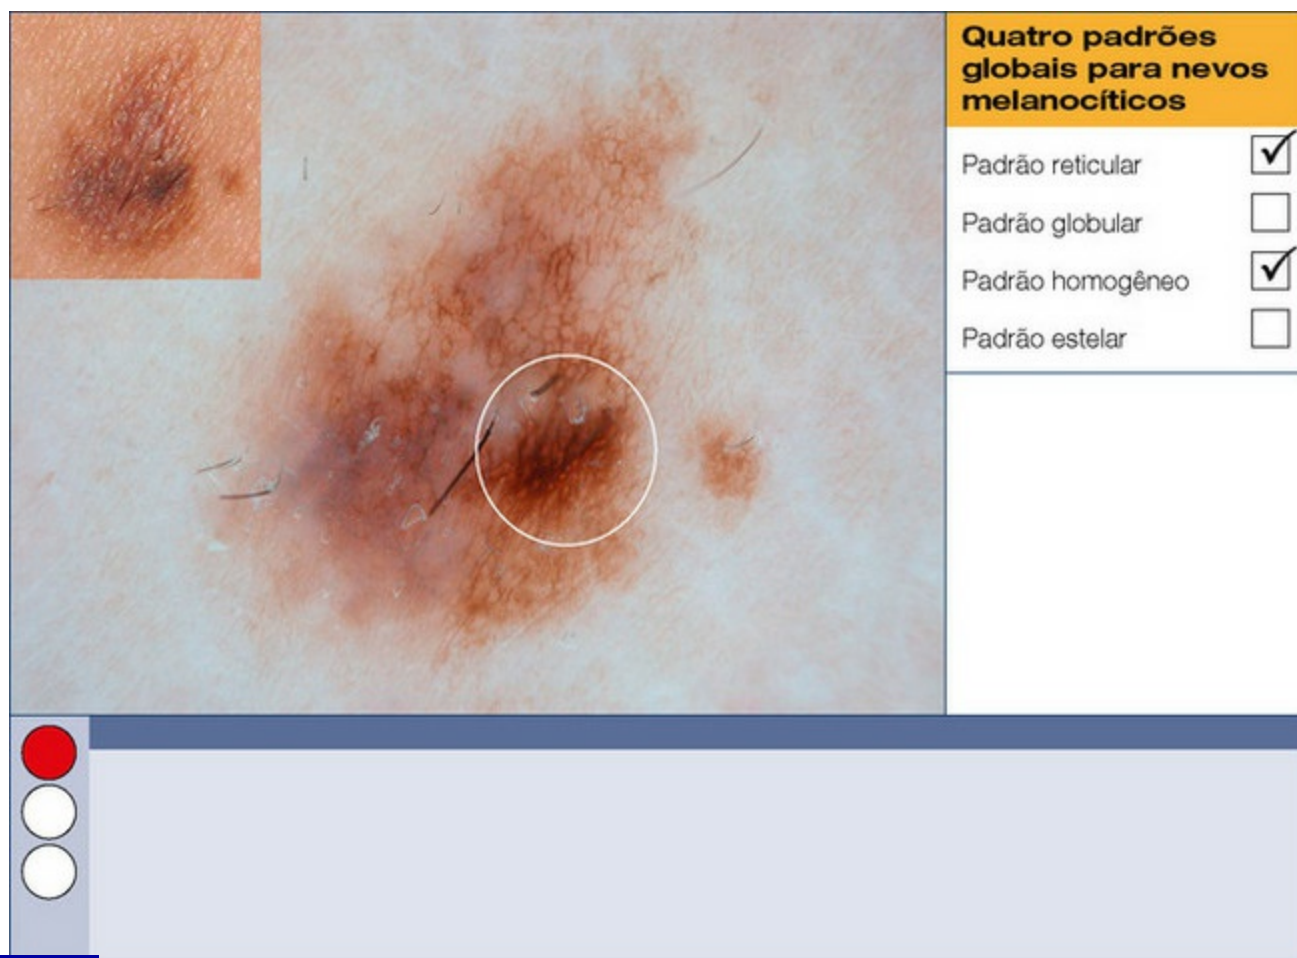 Quatro padrões
globais para nevos
melanocíticos
Padrão reticular
Padrão globular
Padrão homogêneo
Padrão estelar